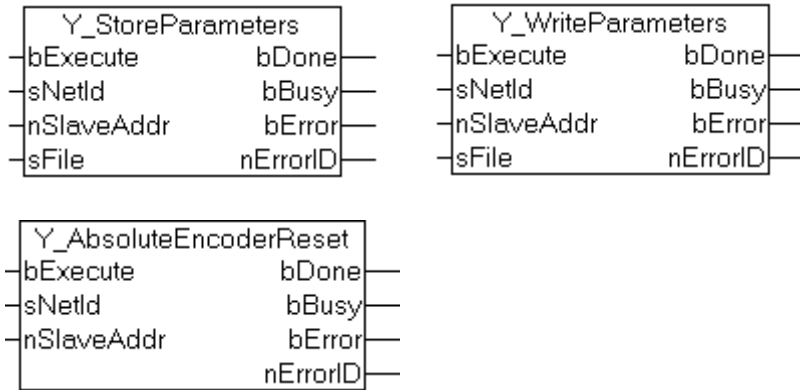 Y_StoreParameters
bExecute bDone
sNetId bBusy
nSlaveAddr bError
sFile nErrorID
Y_WriteParameters
bExecute bDone
sNetId bBusy
nSlaveAddr bError
sFile nErrorID
Y_AbsoluteEncoderReset
bExecute bDone
sNetId bBusy
nSlaveAddr bError
nErrorID